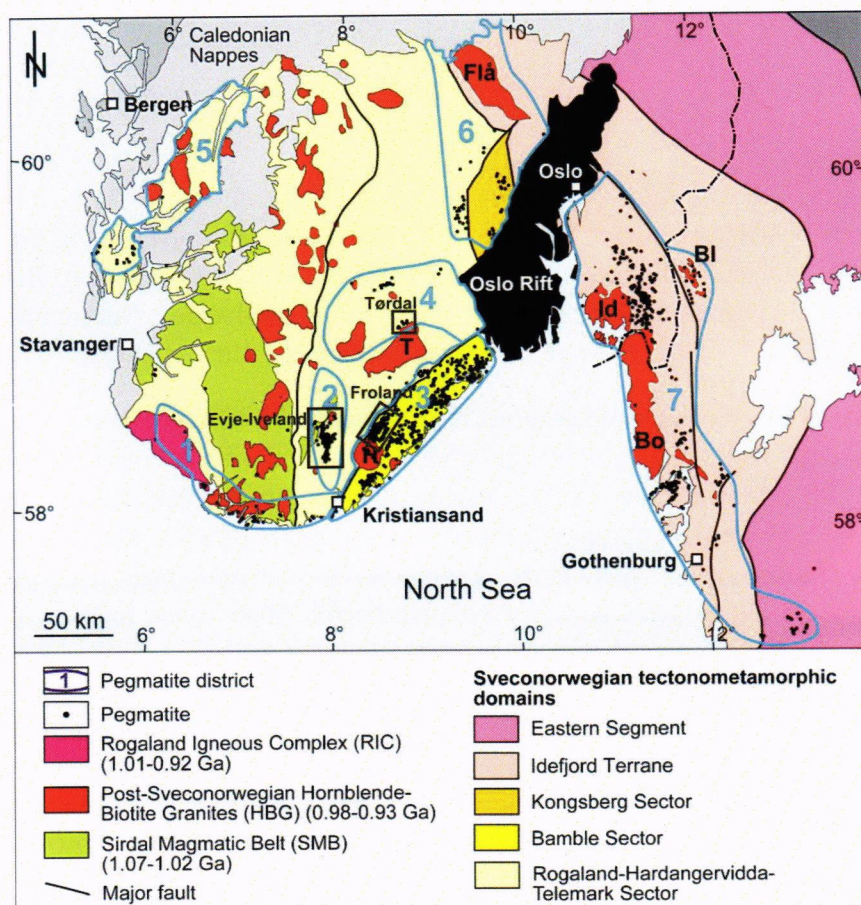 8° 10° 12°
Caledonian
Nappes
N
Flå
Bergen
6
5
60° 60°
Oslo
Bl
Oslo Rift
4
Tørdal
Id
T
Stavanger
2 Froland 3
7
Evje-Iveland
Bo
1
H
58° 58°
Kristiansand
Gothenburg
North Sea
50 km
6° 8° 10° 12°
1 Pegmatite district
Pegmatite
Rogaland Igneous Complex (RIC)
(1.01-0.92 Ga)
Post-Sveconorwegian Hornblende-
Biotite Granites (HBG) (0.98-0.93 Ga)
Sirdal Magmatic Belt (SMB)
(1.07-1.02 Ga)
Major fault
Sveconorwegian tectonometamorphic
domains
Eastern Segment
Idefjord Terrane
Kongsberg Sector
Bamble Sector
Rogaland-Hardangervidda-
Telemark Sector